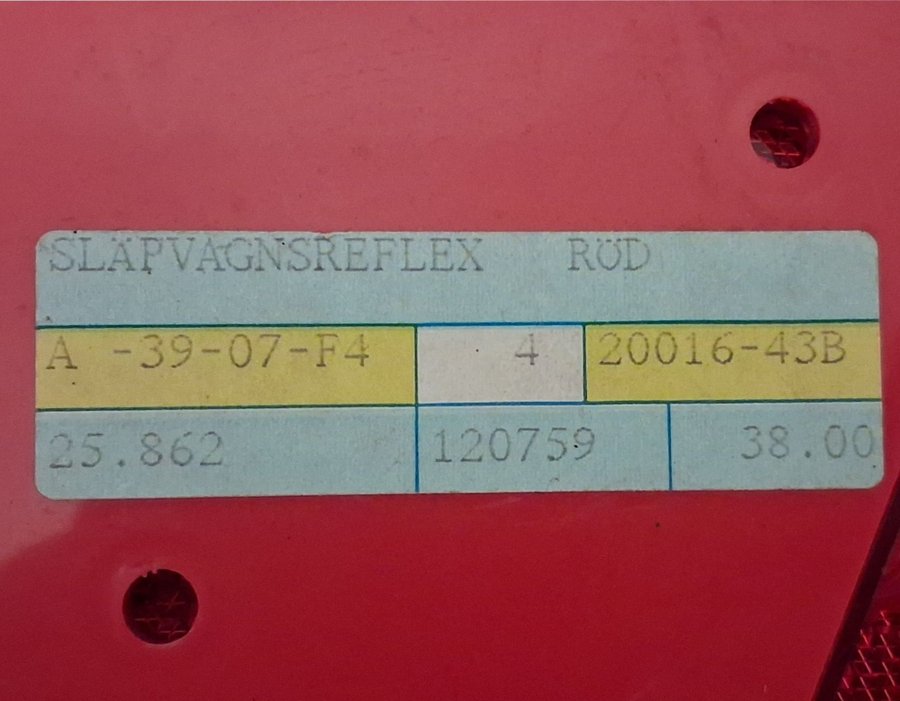 SLÄPVAGNSREFLEX RÖD
A -39-07-F4 4 20016-43B
25.862 120759 38.00